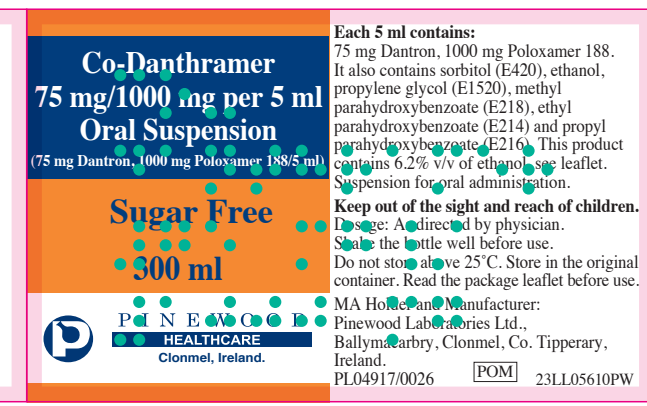 Co-Danthramer
75 mg/1000 mg per 5 ml
Oral Suspension
(75 mg Dantron, 1000 mg Poloxamer 188/5 ml)
Sugar Free
300 ml
PINEWOOD
HEALTHCARE
Clonmel, Ireland.
Each 5 ml contains:
75 mg Dantron, 1000 mg Poloxamer 188.
It also contains sorbitol (E420), ethanol,
propylene glycol (E1520), methyl
parahydroxybenzoate (E218), ethyl
parahydroxybenzoate (E214) and propyl
parahydroxybenzoate (E216). This product
contains 6.2% v/v of ethanol, see leaflet.
Suspension for oral administration.
Keep out of the sight and reach of children.
Dosage: As directed by physician.
Shake the bottle well before use.
Do not store above 25°C. Store in the original
container. Read the package leaflet before use.
MA Holder and Manufacturer:
Pinewood Laboratories Ltd.,
Ballymacarbry, Clonmel, Co. Tipperary,
Ireland.
PL04917/0026 POM 23LL05610PW